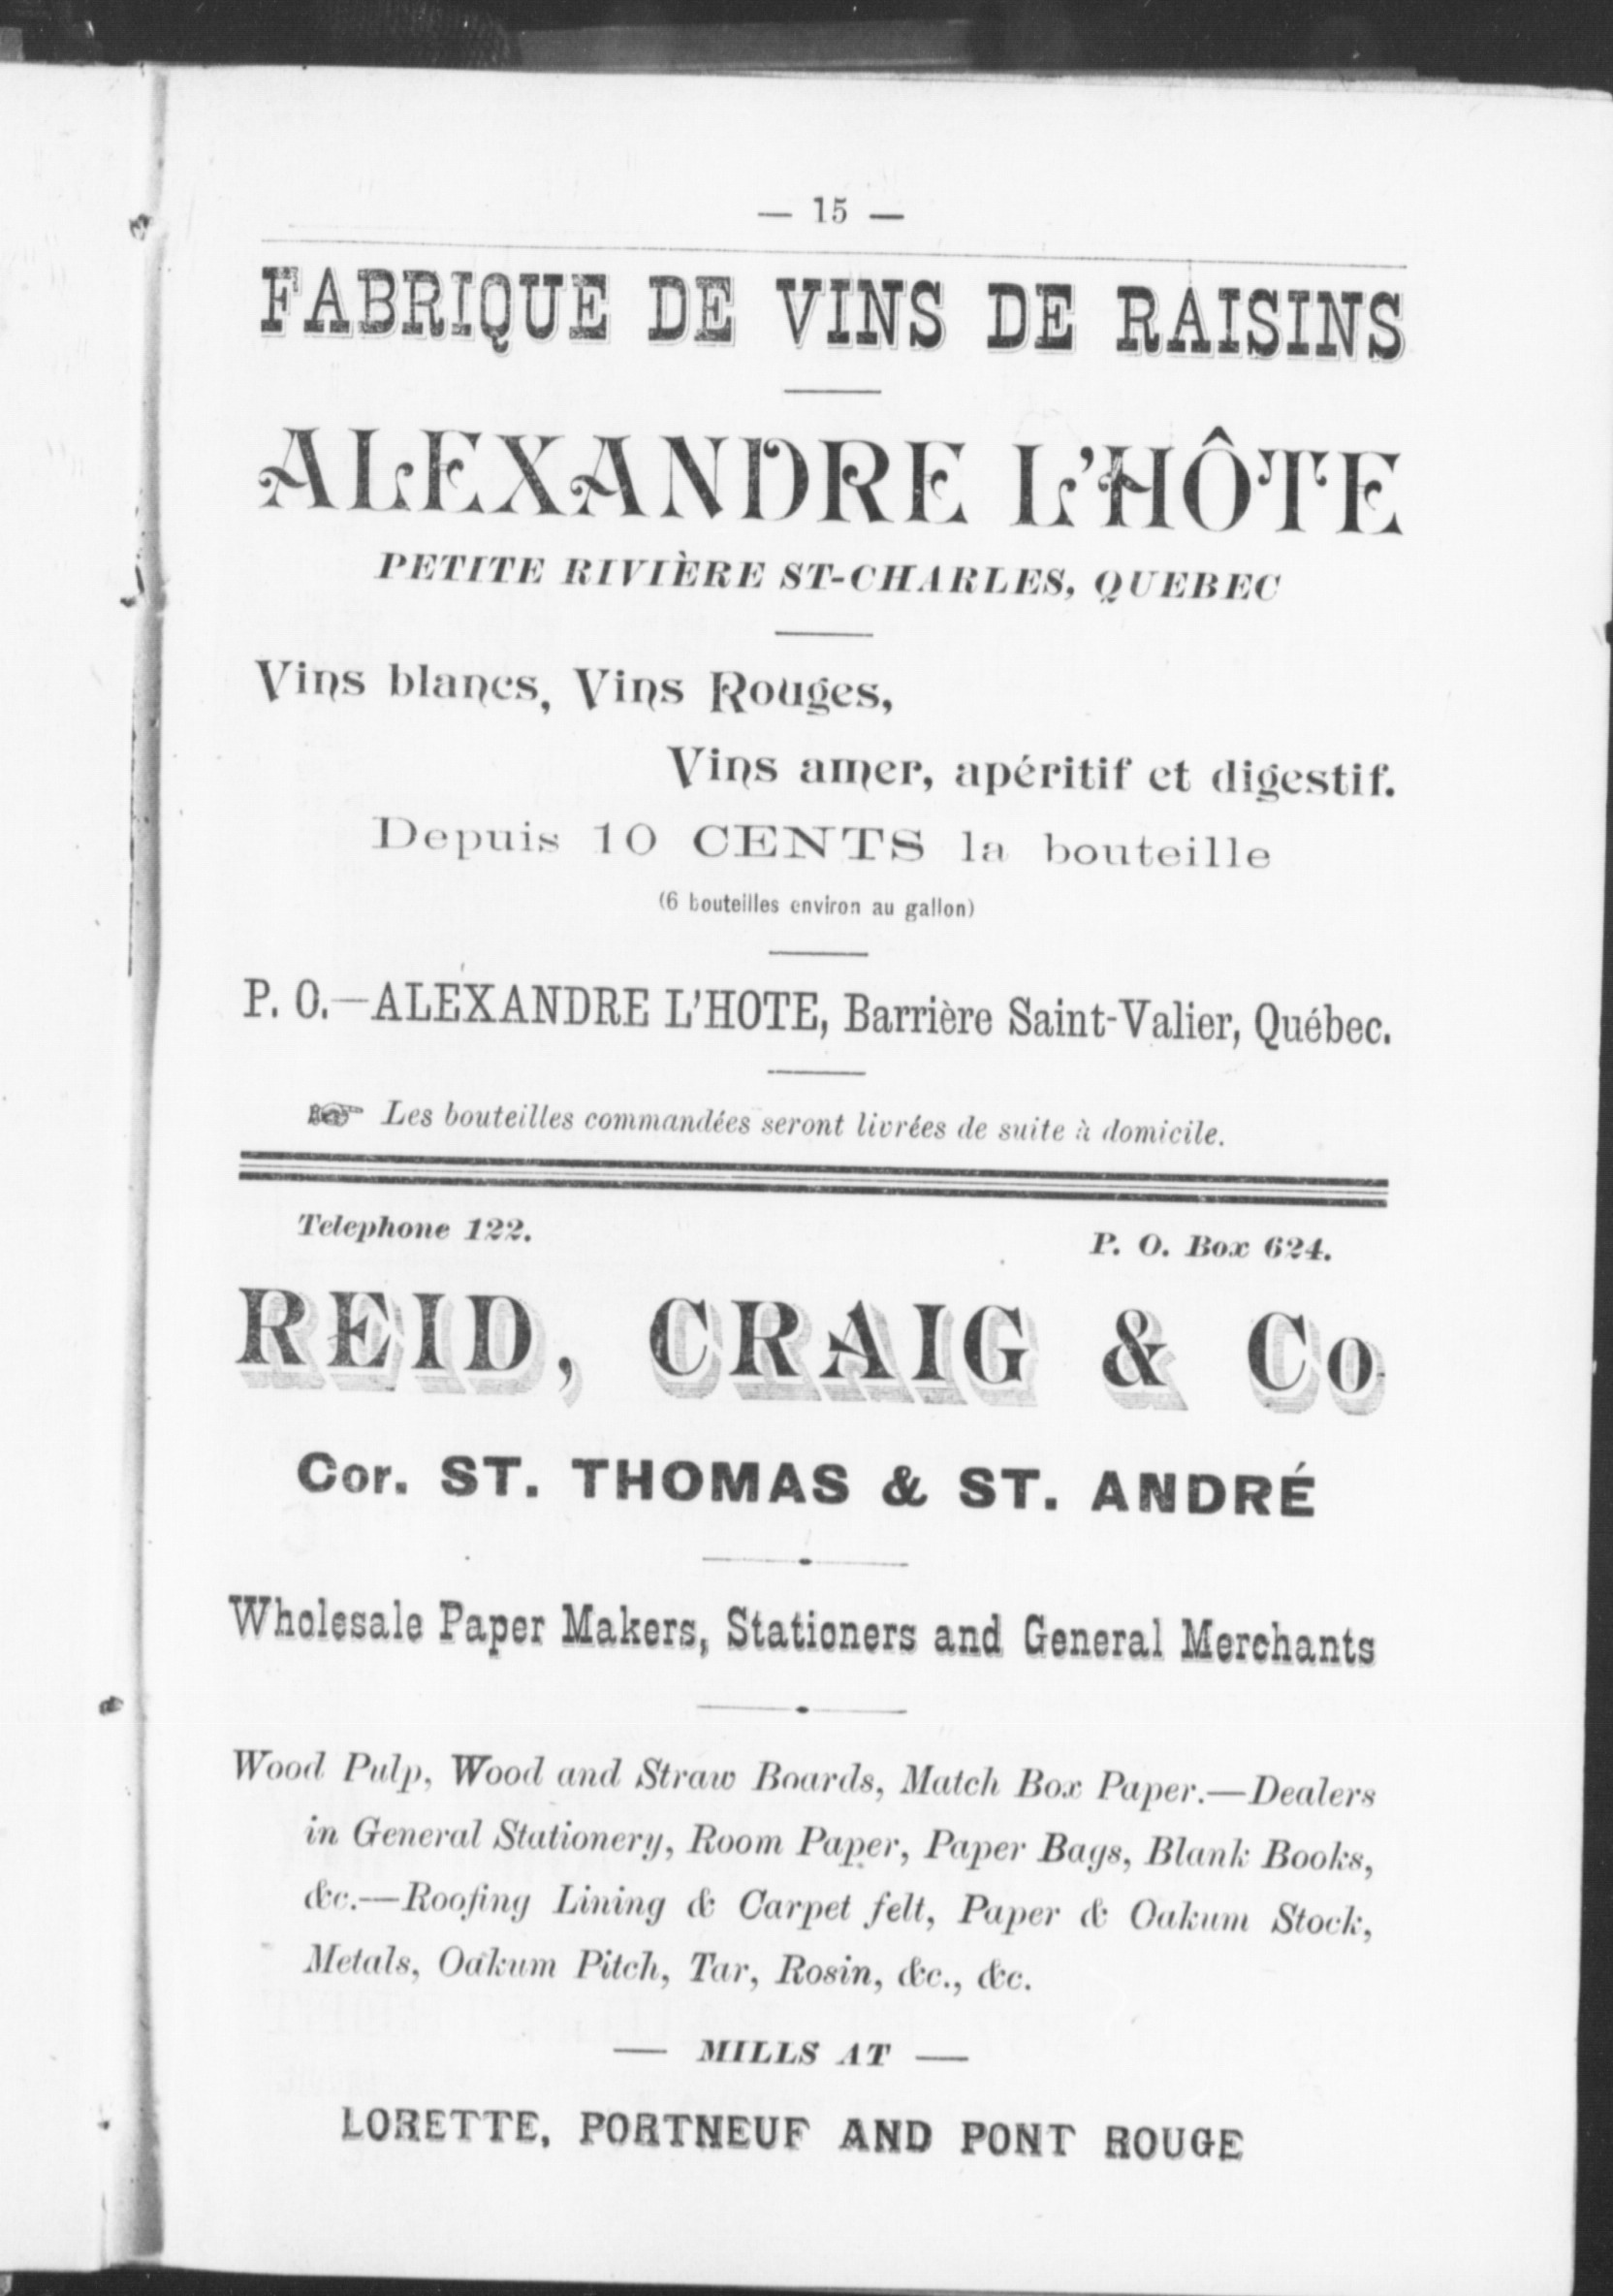 — 15 —
FABRIQUE DE VINS DE RAISINS
ALEXANDRE L'HÔTE
PETITE RIVIÈRE ST-CHARLES, QUEBEC
Vins blancs, Vins Rouges,
Vins amer, apéritif et digestif.
Depuis 10 CENTS la bouteille
(6 bouteilles environ au gallon)
P. O.—ALEXANDRE L'HOTE, Barrière Saint-Valier, Québec.
☞ Les bouteilles commandées seront livrées de suite à domicile.
Telephone 122.
P. O. Box 624.
REID, CRAIG & Co.
Cor. ST. THOMAS & ST. ANDRÉ
Wholesale Paper Makers, Stationers and General Merchants
Wood Pulp, Wood and Straw Boards, Match Box Paper.—Dealers
in General Stationery, Room Paper, Paper Bags, Blank Books,
&c.—Roofing Lining & Carpet felt, Paper & Oakum Stock,
Metals, Oakum Pitch, Tar, Rosin, &c., &c.
— MILLS AT —
LORETTE, PORTNEUF AND PONT ROUGE